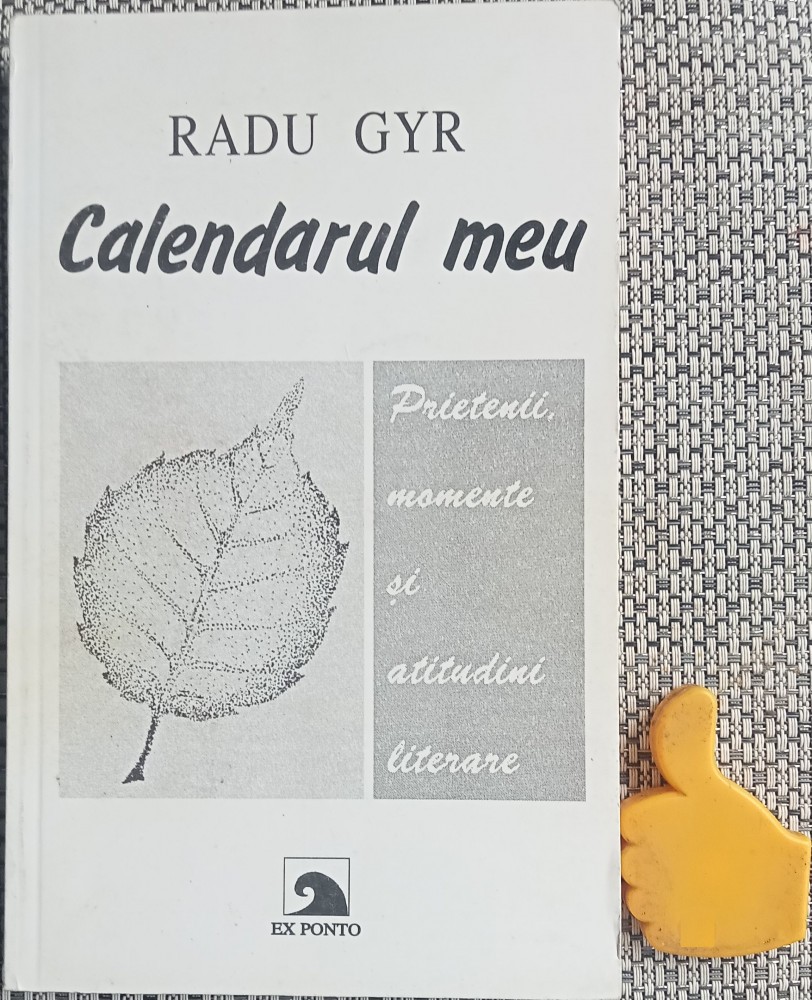 RADU GYR
Calendarul meu
Prietenii,
momente
și
atitudini
literare
EX PONTO